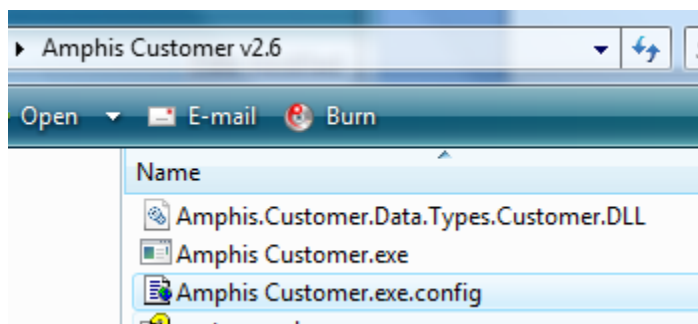 Amphis Customer v2.6
Open E-mail Burn
Name
Amphis.Customer.Data.Types.Customer.DLL
Amphis Customer.exe
Amphis Customer.exe.config